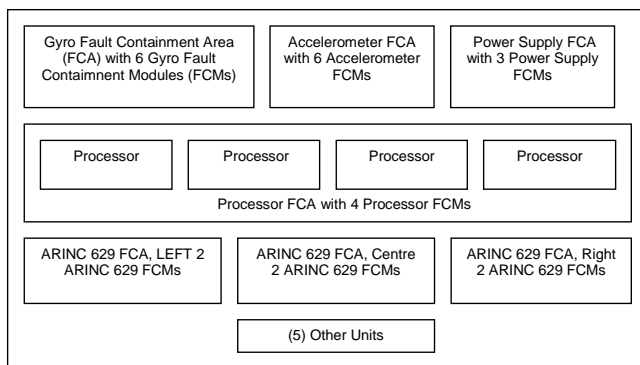 Gyro Fault Containment Area
(FCA) with 6 Gyro Fault
Contaimnent Modules (FCMs)
Accelerometer FCA
with 6 Accelerometer
FCMs
Power Supply FCA
with 3 Power Supply
FCMs
Processor
Processor
Processor
Processor
Processor FCA with 4 Processor FCMs
ARINC 629 FCA, LEFT 2
ARINC 629 FCMs
ARINC 629 FCA, Centre
2 ARINC 629 FCMs
ARINC 629 FCA, Right
2 ARINC 629 FCMs
(5) Other Units